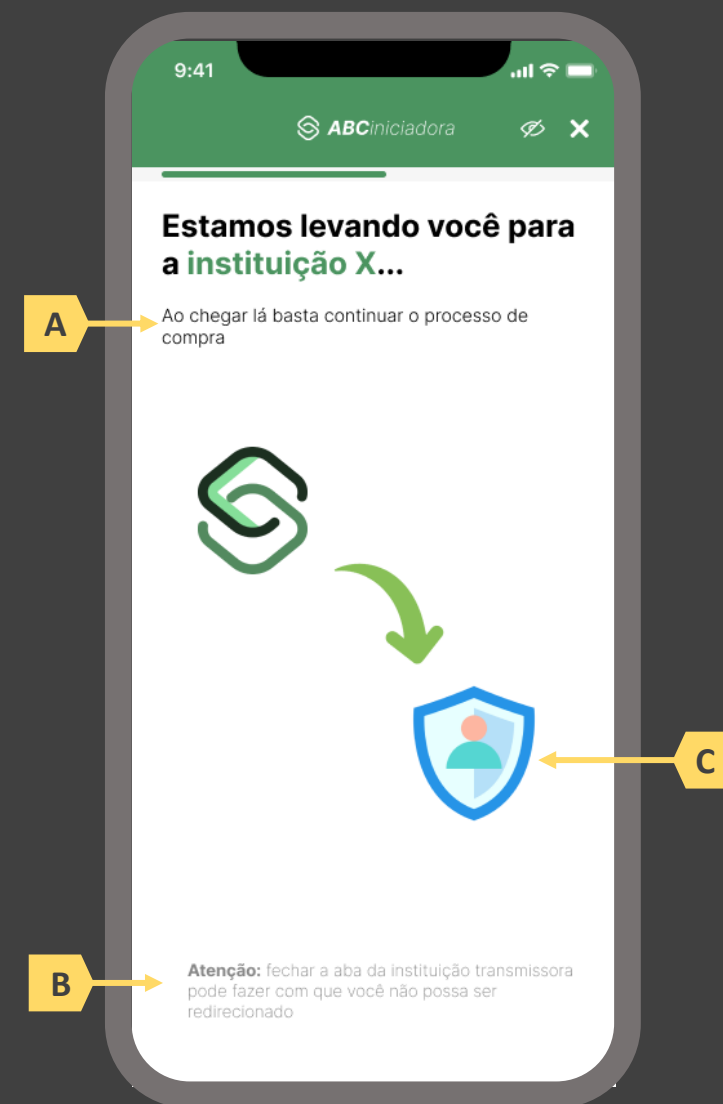 9:41
ABCiniciadora
Estamos levando você para
a instituição X...
A
Ao chegar lá basta continuar o processo de
compra
C
B
Atenção: fechar a aba da instituição transmissora
pode fazer com que você não possa ser
redirecionado